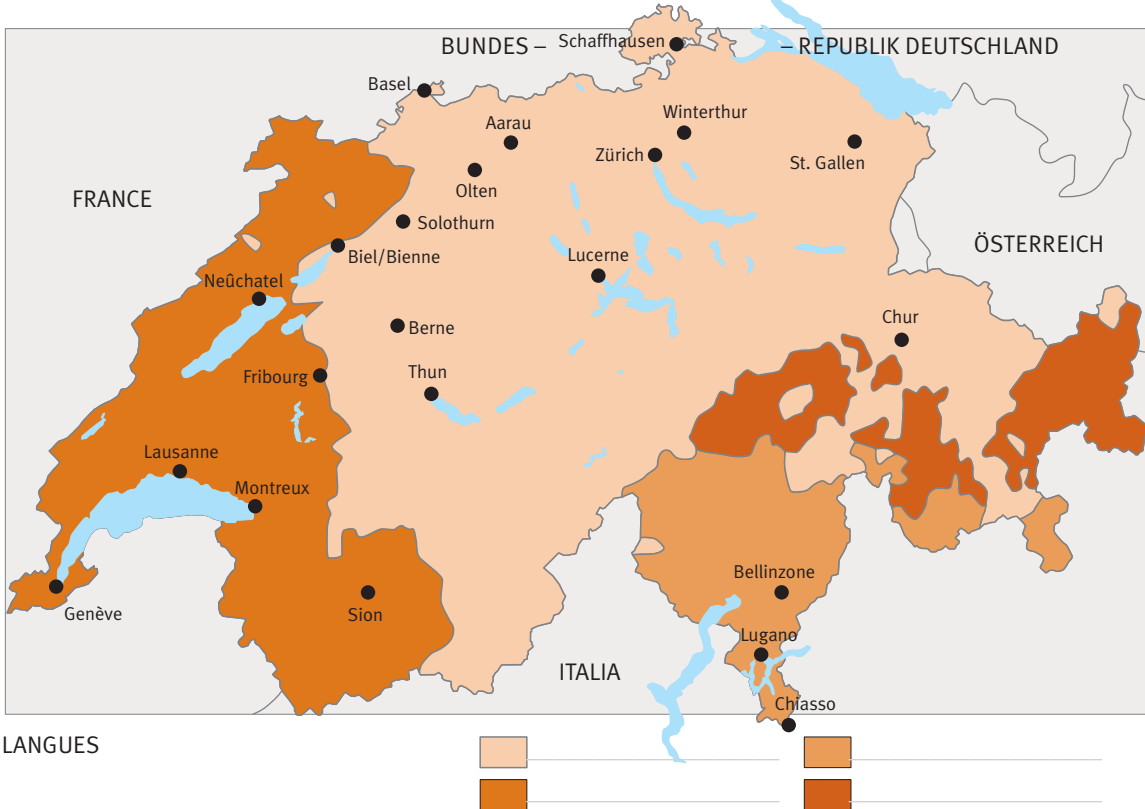 BUNDES –
Schaffhausen
– REPUBLIK DEUTSCHLAND
Basel
Aarau
Winterthur
Zürich
St. Gallen
Olten
FRANCE
Solothurn
ÖSTERREICH
Biel/Bienne
Lucerne
Neûchatel
Chur
Berne
Fribourg
Thun
Lausanne
Montreux
Bellinzone
Genève
Sion
Lugano
ITALIA
Chiasso
LANGUES